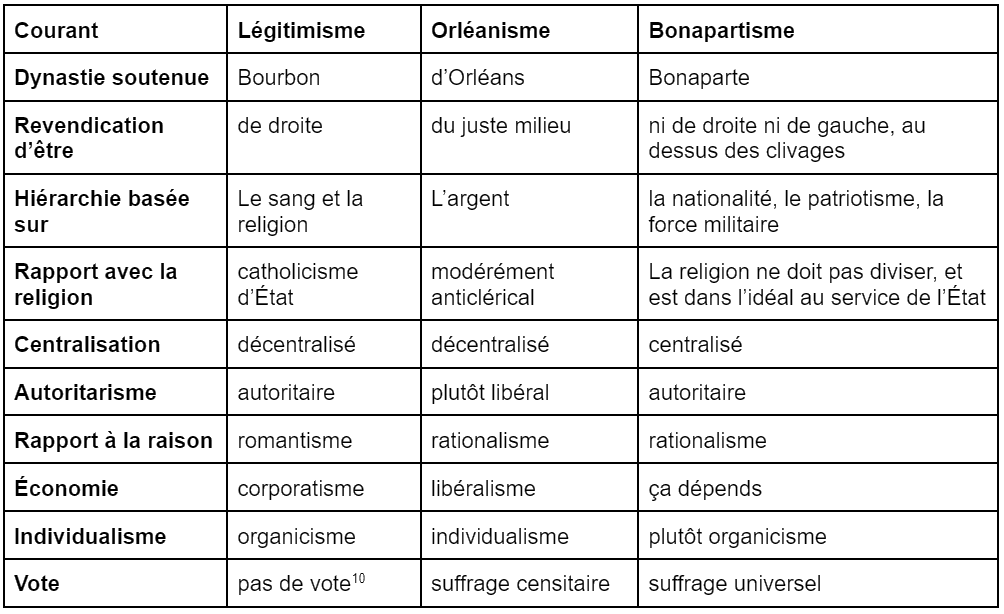 Courant Légitimisme Orléanisme Bonapartisme
Dynastie soutenue Bourbon d’Orléans Bonaparte
Revendication de droite du juste milieu ni de droite ni de gauche, au
d’être dessus des clivages
Hiérarchie basée Le sang et la L’argent la nationalité, le patriotisme, la
sur religion force militaire
Rapport avec la catholicisme modérément La religion ne doit pas diviser, et
religion d’État anticlérical est dans l’idéal au service de l’État
Centralisation décentralisé décentralisé centralisé
Autoritarisme autoritaire plutôt libéral autoritaire
Rapport à la raison romantisme rationalisme rationalisme
Économie corporatisme libéralisme ça dépends
Individualisme organicisme individualisme plutôt organicisme
Vote pas de vote¹⁰ suffrage censitaire suffrage universel